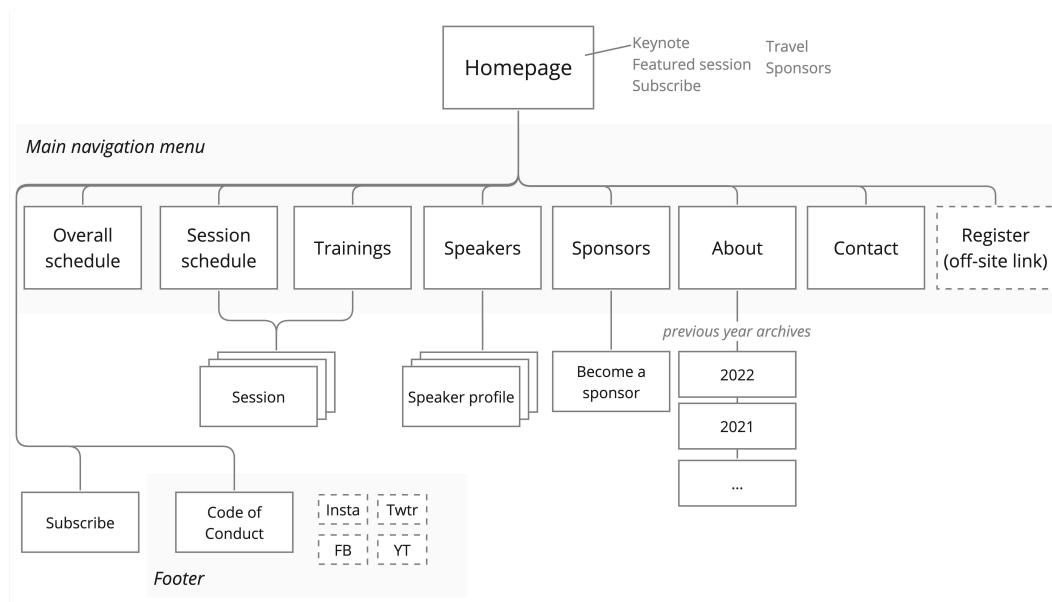 Homepage
Keynote
Featured session
Subscribe
Travel
Sponsors
Main navigation menu
Overall
schedule
Session
schedule
Trainings
Speakers
Sponsors
About
Contact
Register
(off-site link)
previous year archives
Session
Speaker profile
Become a
sponsor
2022
2021
...
Subscribe
Code of
Conduct
Insta
Twtr
FB
YT
Footer